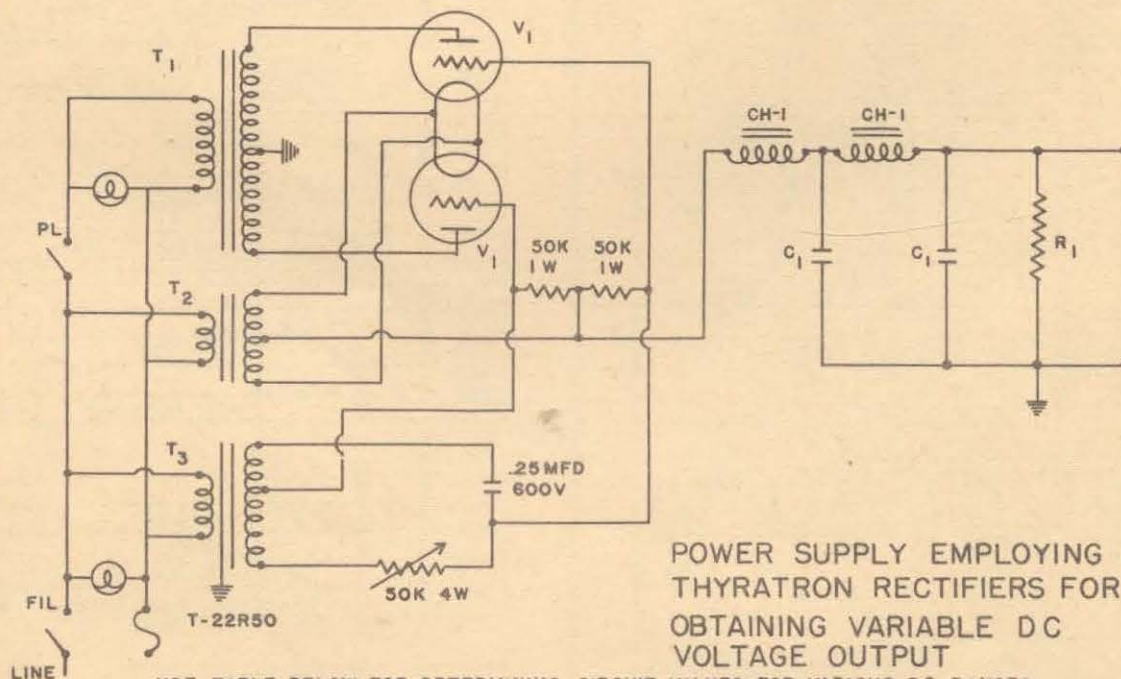 V1
T1
CH-1 CH-1
PL
V1
50K 50K
1W 1W
C1 C1 R1
T2
T3
.25MFD
600V
50K 4W
FIL
T-22R50
LINE
POWER SUPPLY EMPLOYING
THYRATRON RECTIFIERS FOR
OBTAINING VARIABLE DC
VOLTAGE OUTPUT